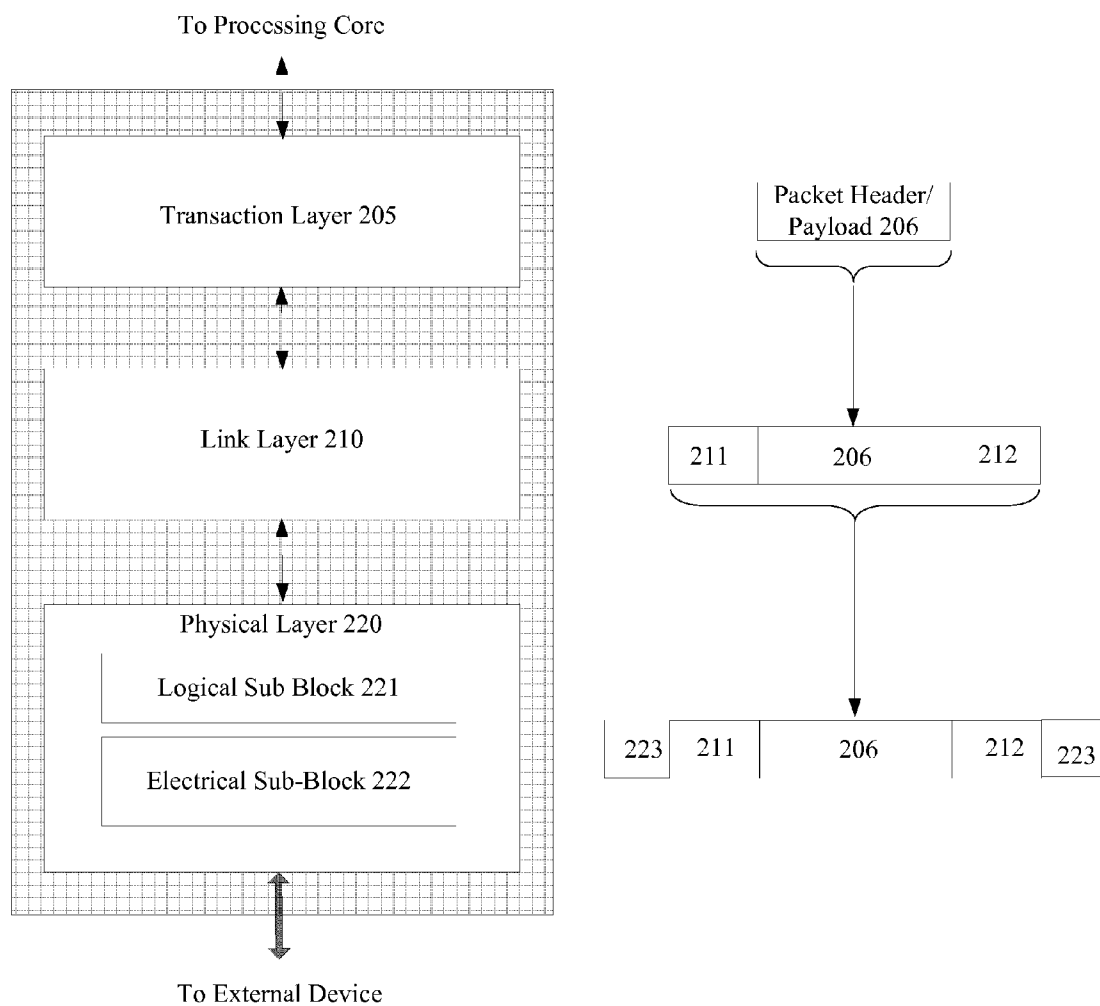 To Processing Core
Transaction Layer 205
Packet Header/
Payload 206
Link Layer 210
211 206 212
Physical Layer 220
Logical Sub Block 221
Electrical Sub-Block 222
223 211 206 212 223
To External Device